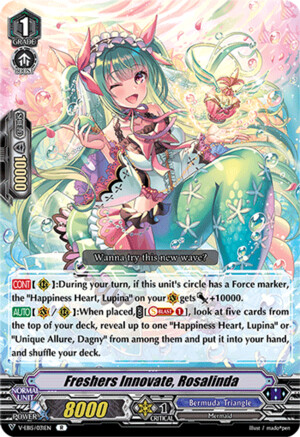 1
GRADE
BOOST
10000
SHIELD
Wanna try this new wave?
CONT [Ⓡ]:During your turn, if this unit's circle has a Force marker,
the "Happiness Heart, Lupina" on your Ⓥ gets +10000.
AUTO [Ⓡ]:When placed, [SB BLAST 1], look at five cards from
the top of your deck, reveal up to one "Happiness Heart, Lupina" or
"Unique Allure, Dagny" from among them and put it into your hand,
and shuffle your deck.
Freshers Innovate, Rosalinda
NORMAL
UNIT
POWER
8000
1
CRITICAL
Bermuda Triangle
Mermaid
V-EB15/031EN R
Illust / made*pen